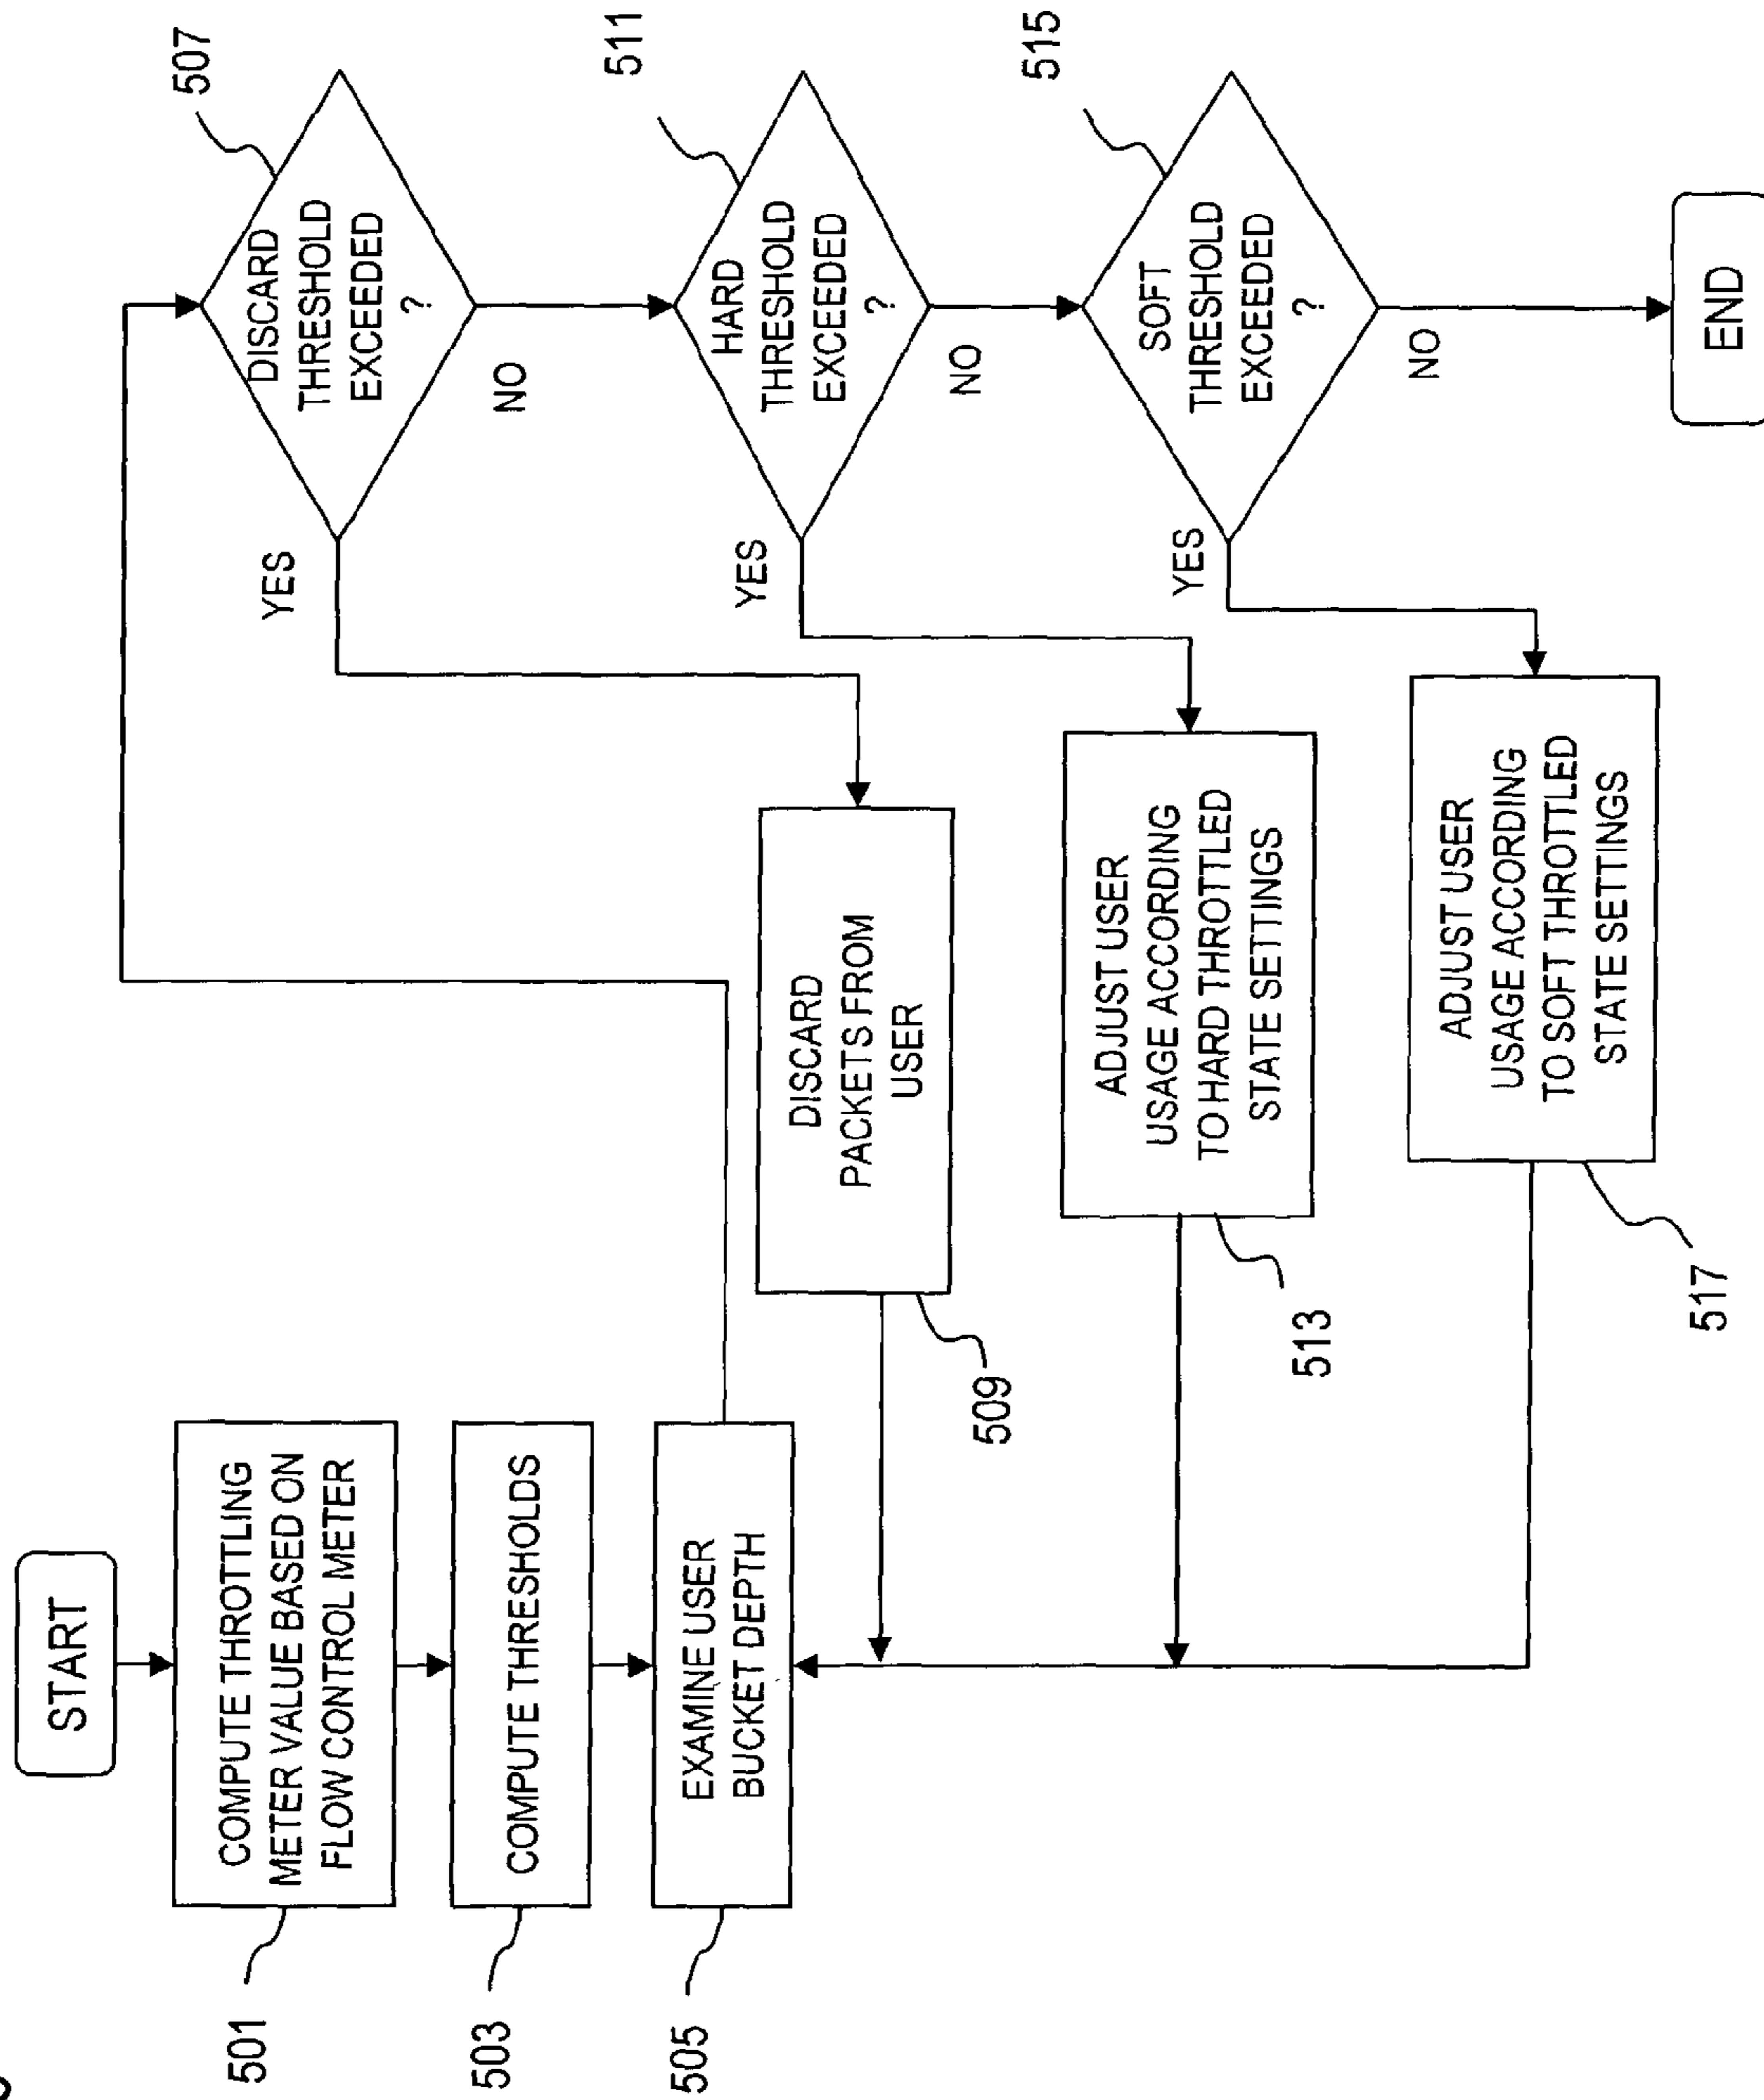 START
501
COMPUTE THROTTLING
METER VALUE BASED ON
FLOW CONTROL METER
503
COMPUTE THRESHOLDS
505
EXAMINE USER
BUCKET DEPTH
507
DISCARD
THRESHOLD
EXCEEDED
?
YES
NO
509
DISCARD
PACKETS FROM
USER
511
HARD
THRESHOLD
EXCEEDED
?
YES
NO
513
ADJUST USER
USAGE ACCORDING
TO HARD THROTTLED
STATE SETTINGS
515
SOFT
THRESHOLD
EXCEEDED
?
YES
NO
517
ADJUST USER
USAGE ACCORDING
TO SOFT THROTTLED
STATE SETTINGS
END